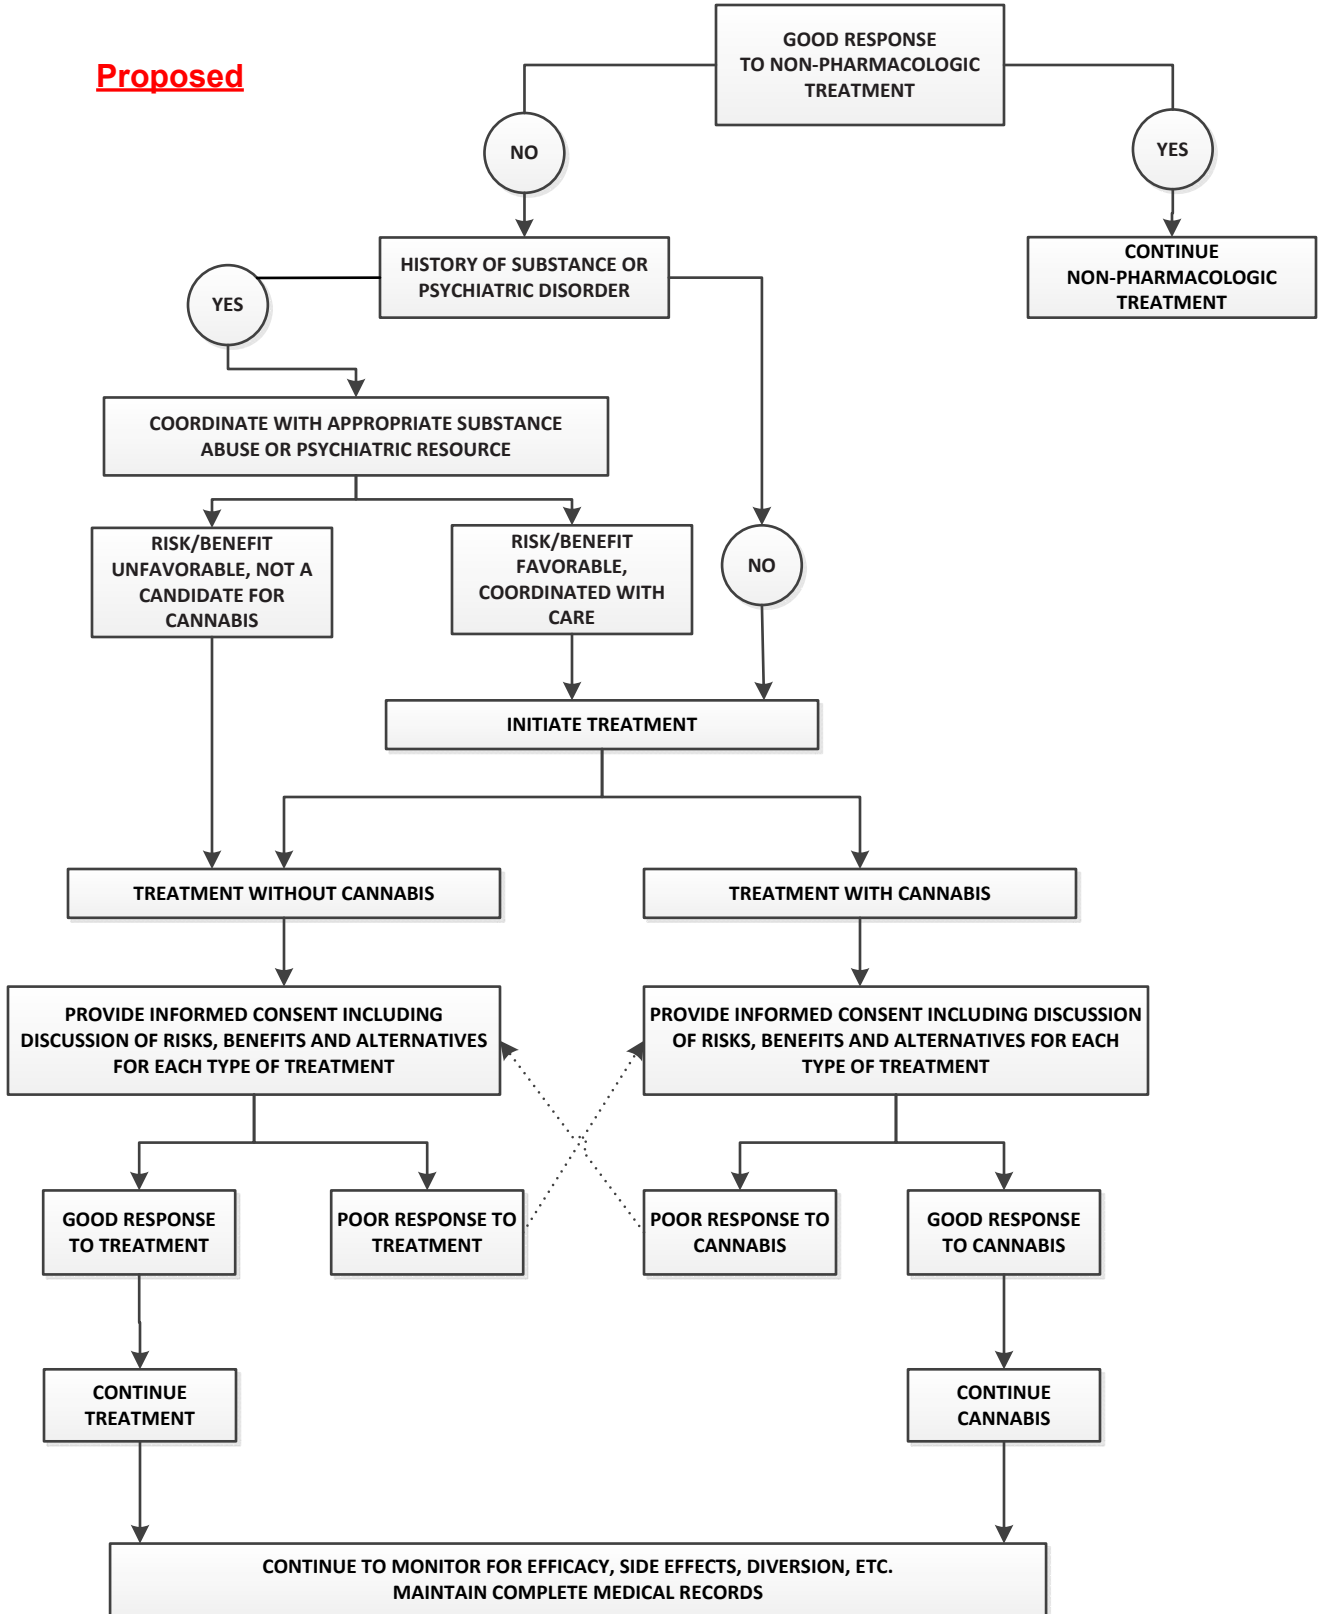 Proposed
GOOD RESPONSE
TO NON-PHARMACOLOGIC
TREATMENT
NO
YES
HISTORY OF SUBSTANCE OR
PSYCHIATRIC DISORDER
CONTINUE
NON-PHARMACOLOGIC
TREATMENT
YES
COORDINATE WITH APPROPRIATE SUBSTANCE
ABUSE OR PSYCHIATRIC RESOURCE
RISK/BENEFIT
UNFAVORABLE, NOT A
CANDIDATE FOR
CANNABIS
RISK/BENEFIT
FAVORABLE,
COORDINATED WITH
CARE
NO
INITIATE TREATMENT
TREATMENT WITHOUT CANNABIS
TREATMENT WITH CANNABIS
PROVIDE INFORMED CONSENT INCLUDING
DISCUSSION OF RISKS, BENEFITS AND ALTERNATIVES
FOR EACH TYPE OF TREATMENT
PROVIDE INFORMED CONSENT INCLUDING DISCUSSION
OF RISKS, BENEFITS AND ALTERNATIVES FOR EACH
TYPE OF TREATMENT
GOOD RESPONSE
TO TREATMENT
POOR RESPONSE TO
TREATMENT
POOR RESPONSE TO
CANNABIS
GOOD RESPONSE
TO CANNABIS
CONTINUE
TREATMENT
CONTINUE
CANNABIS
CONTINUE TO MONITOR FOR EFFICACY, SIDE EFFECTS, DIVERSION, ETC.
MAINTAIN COMPLETE MEDICAL RECORDS